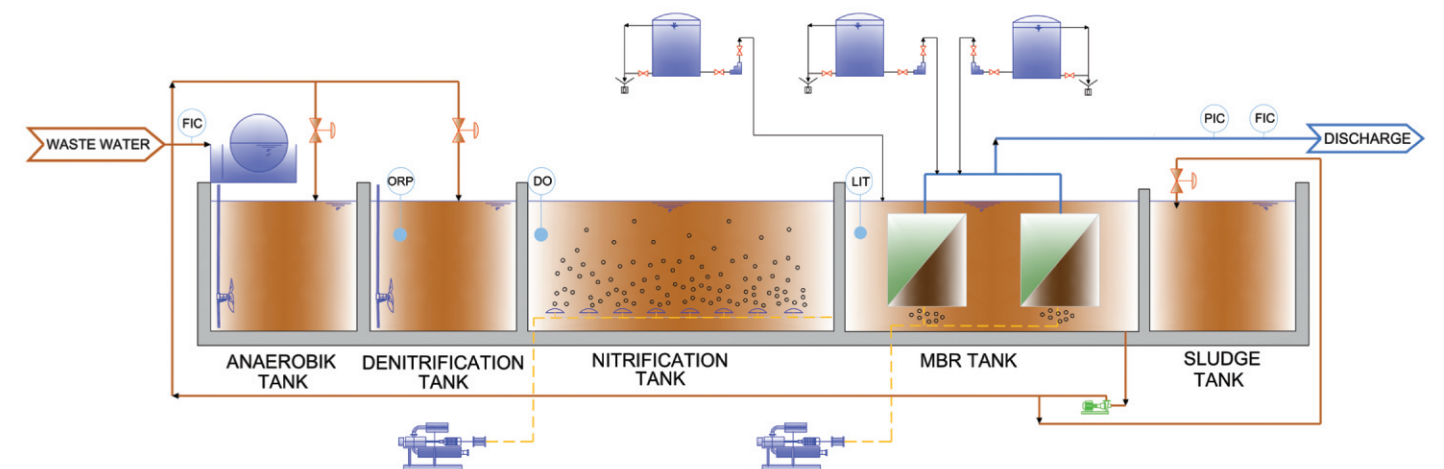 WASTE WATER
FIC
PIC
FIC
DISCHARGE
ORP
DO
LIT
ANAEROBIK
TANK
DENITRIFICATION
TANK
NITRIFICATION
TANK
MBR TANK
SLUDGE
TANK